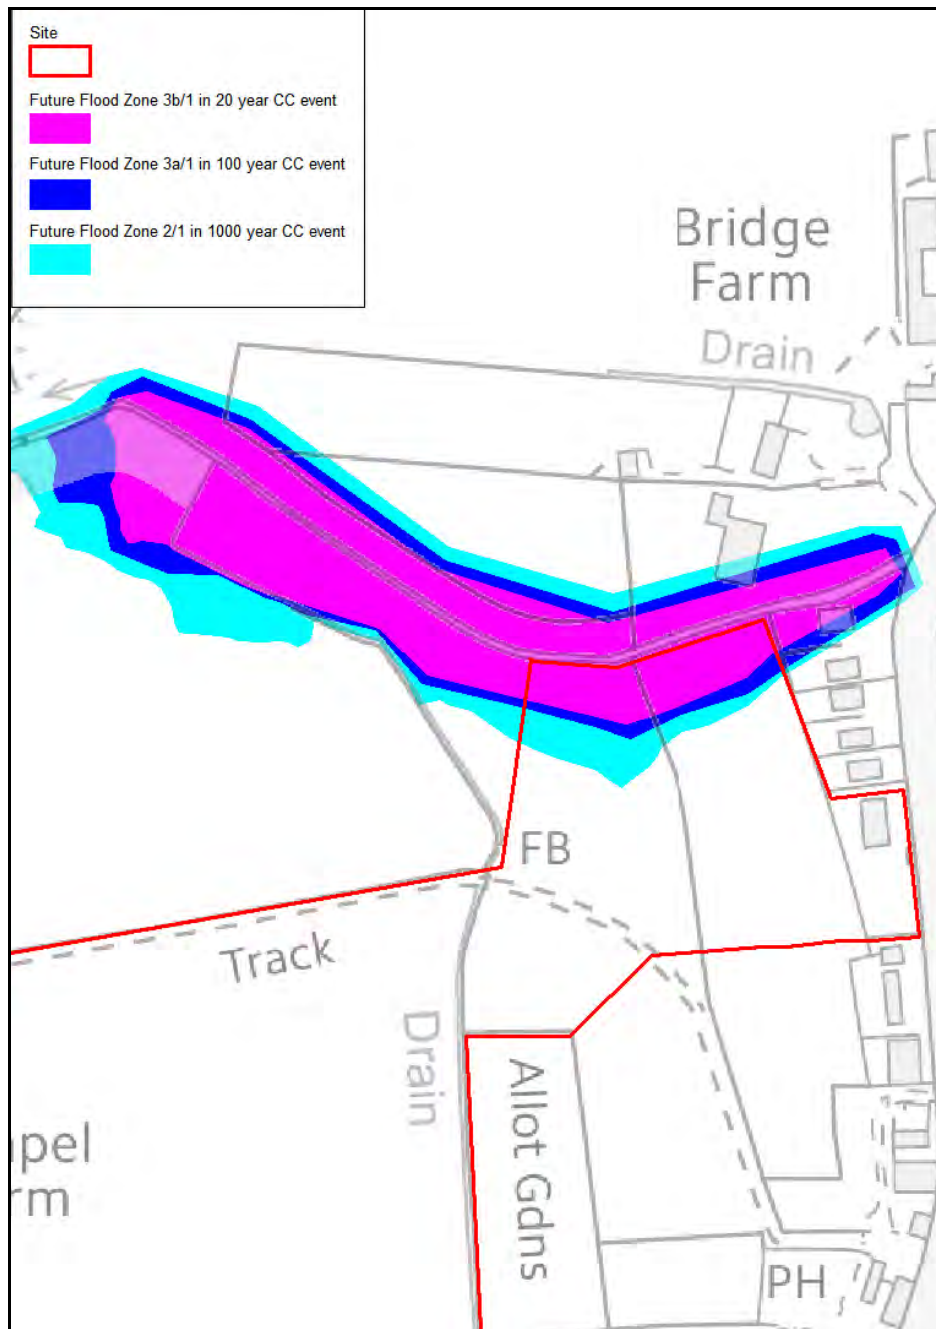 Site
Future Flood Zone 3b/1 in 20 year CC event
Future Flood Zone 3a/1 in 100 year CC event
Future Flood Zone 2/1 in 1000 year CC event
Bridge
Farm
Drain
FB
Track
Drain
Allot Gdns
pel
rm
PH